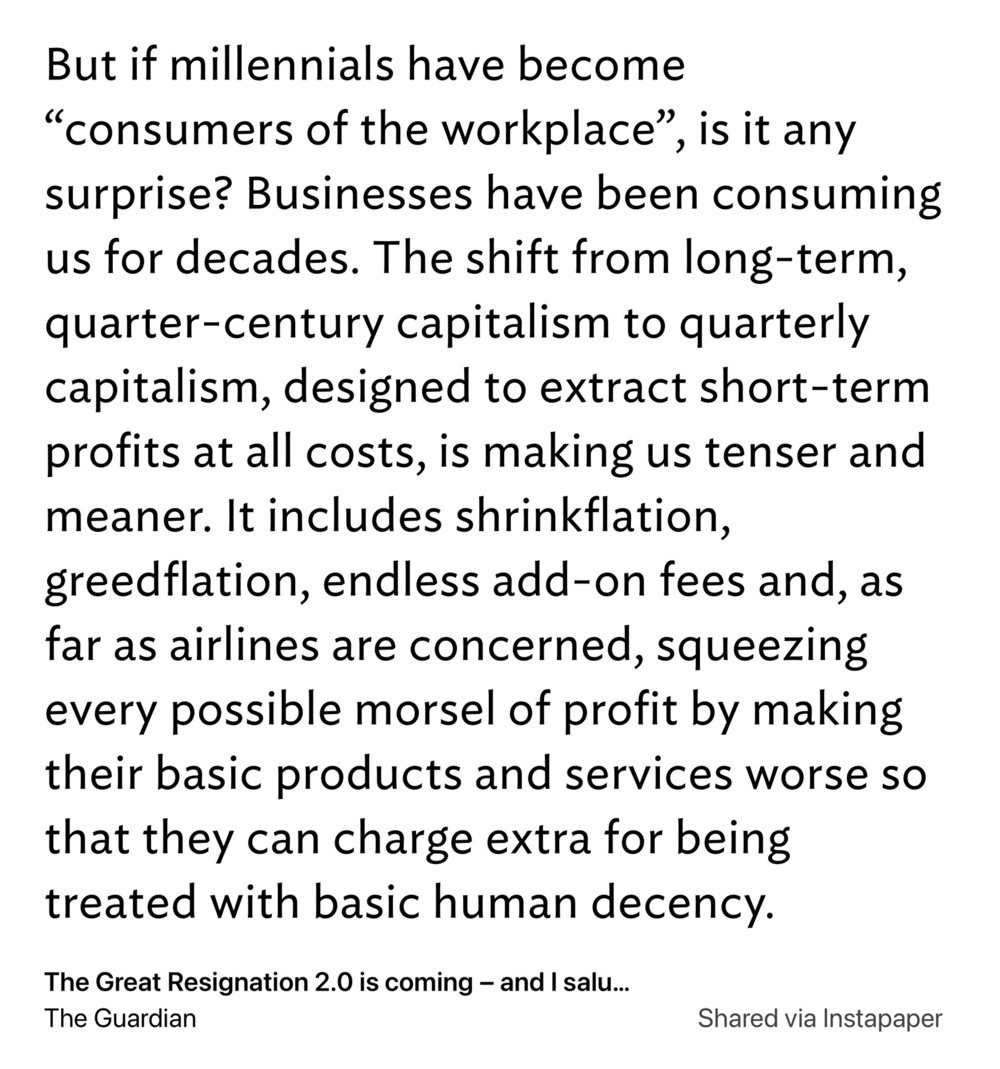 But if millennials have become
“consumers of the workplace”, is it any
surprise? Businesses have been consuming
us for decades. The shift from long-term,
quarter-century capitalism to quarterly
capitalism, designed to extract short-term
profits at all costs, is making us tenser and
meaner. It includes shrinkflation,
greedflation, endless add-on fees and, as
far as airlines are concerned, squeezing
every possible morsel of profit by making
their basic products and services worse so
that they can charge extra for being
treated with basic human decency.
The Great Resignation 2.0 is coming – and I salu...
The Guardian
Shared via Instapaper